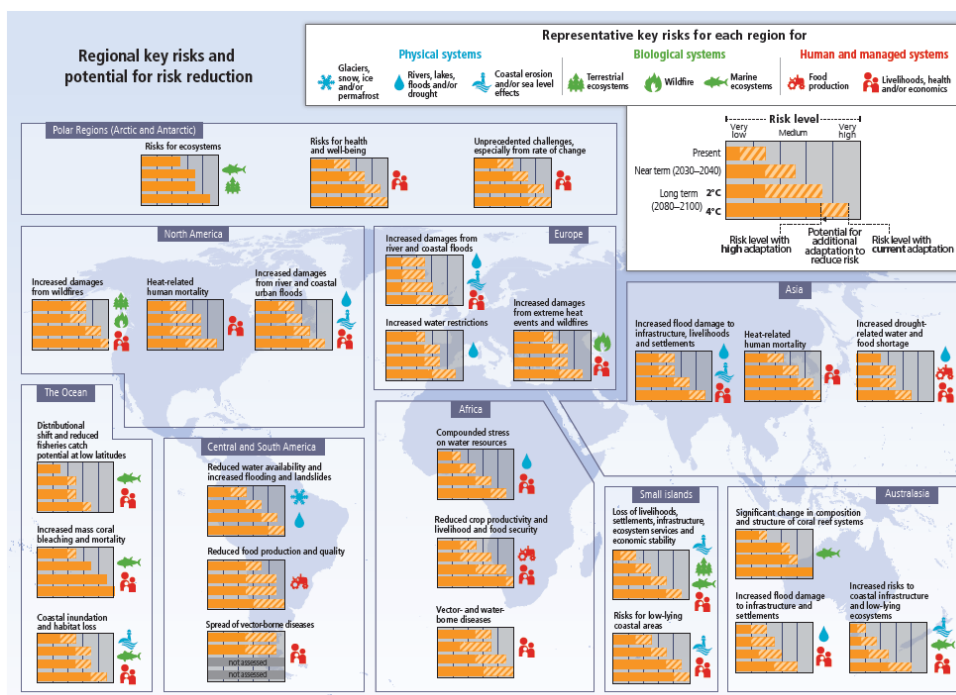 Regional key risks and
potential for risk reduction
Representative key risks for each region for
Physical systems
Biological systems
Human and managed systems
Glaciers,
snow, ice
and/or
permafrost
Rivers, lakes,
floods and/or
drought
Coastal erosion
and/or sea level
effects
Terrestrial
ecosystems
Wildfire
Marine
ecosystems
Food
production
Livelihoods, health
and/or economics
Risk level
Very
low
Medium
Very
high
Present
Near term (2030–2040)
Long term
(2080–2100)
2°C
4°C
Risk level with
high adaptation
Potential for
additional
adaptation to
reduce risk
Risk level with
current adaptation
Polar Regions (Arctic and Antarctic)
Risks for ecosystems
Risks for health
and well-being
Unprecedented challenges,
especially from rate of change
North America
Increased damages
from wildfires
Heat-related
human mortality
Increased damages
from river and coastal
urban floods
Europe
Increased damages from
river and coastal floods
Increased water restrictions
Increased damages
from extreme heat
events and wildfires
Asia
Increased flood damage to
infrastructure, livelihoods
and settlements
Heat-related
human mortality
Increased drought-
related water and
food shortage
The Ocean
Distributional
shift and reduced
fisheries catch
potential at low latitudes
Increased mass coral
bleaching and mortality
Coastal inundation
and habitat loss
Central and South America
Reduced water availability and
increased flooding and landslides
Reduced food production and quality
Spread of vector-borne diseases
not assessed
not assessed
Africa
Compounded stress
on water resources
Reduced crop productivity and
livelihood and food security
Vector- and water-
borne diseases
Small islands
Loss of livelihoods,
settlements, infrastructure,
ecosystem services and
economic stability
Risks for low-lying
coastal areas
Australasia
Significant change in composition
and structure of coral reef systems
Increased flood damage
to infrastructure and
settlements
Increased risks to
coastal infrastructure
and low-lying
ecosystems